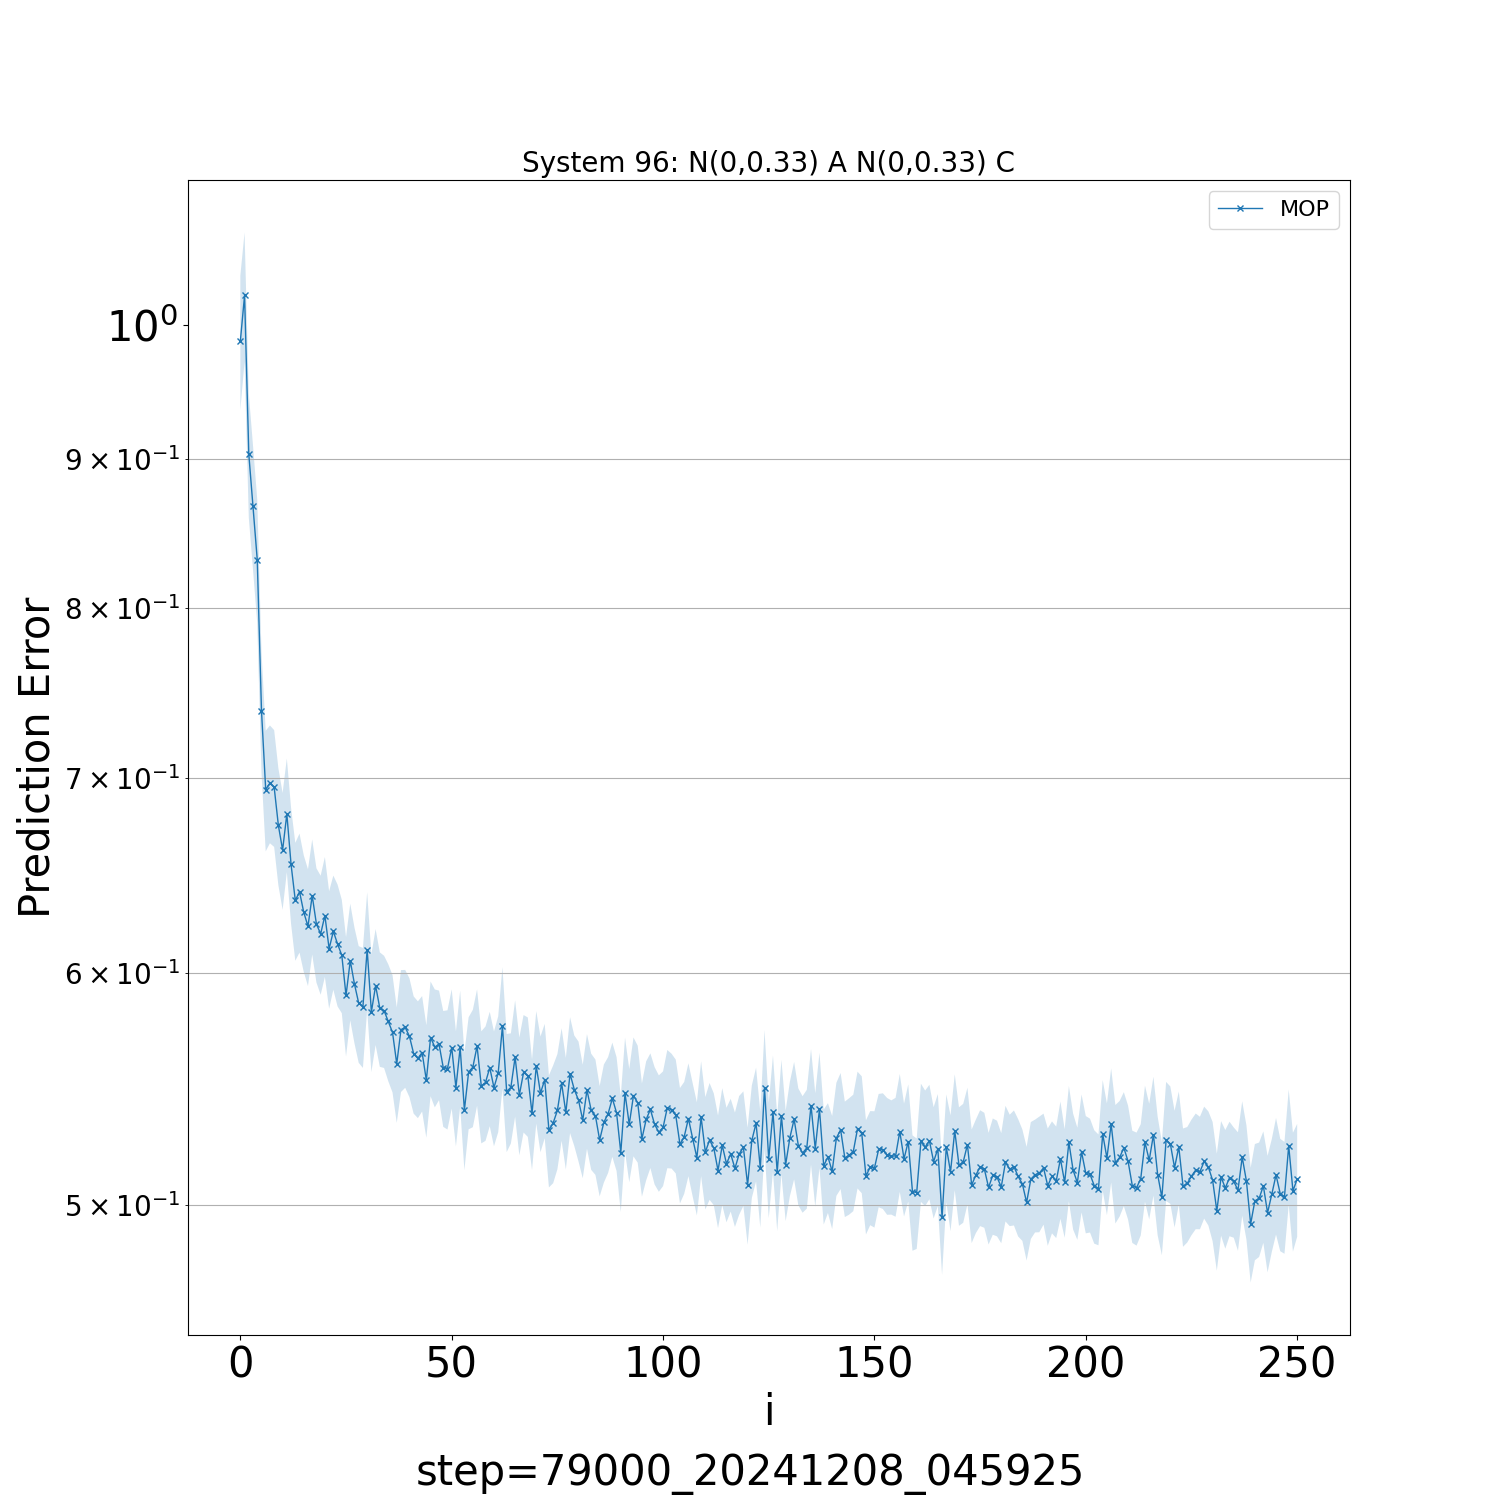 System 96: N(0,0.33) A N(0,0.33) C
MOP
10⁰
9 × 10⁻¹
8 × 10⁻¹
7 × 10⁻¹
6 × 10⁻¹
5 × 10⁻¹
Prediction Error
0 50 100 150 200 250
i
step=79000_20241208_045925